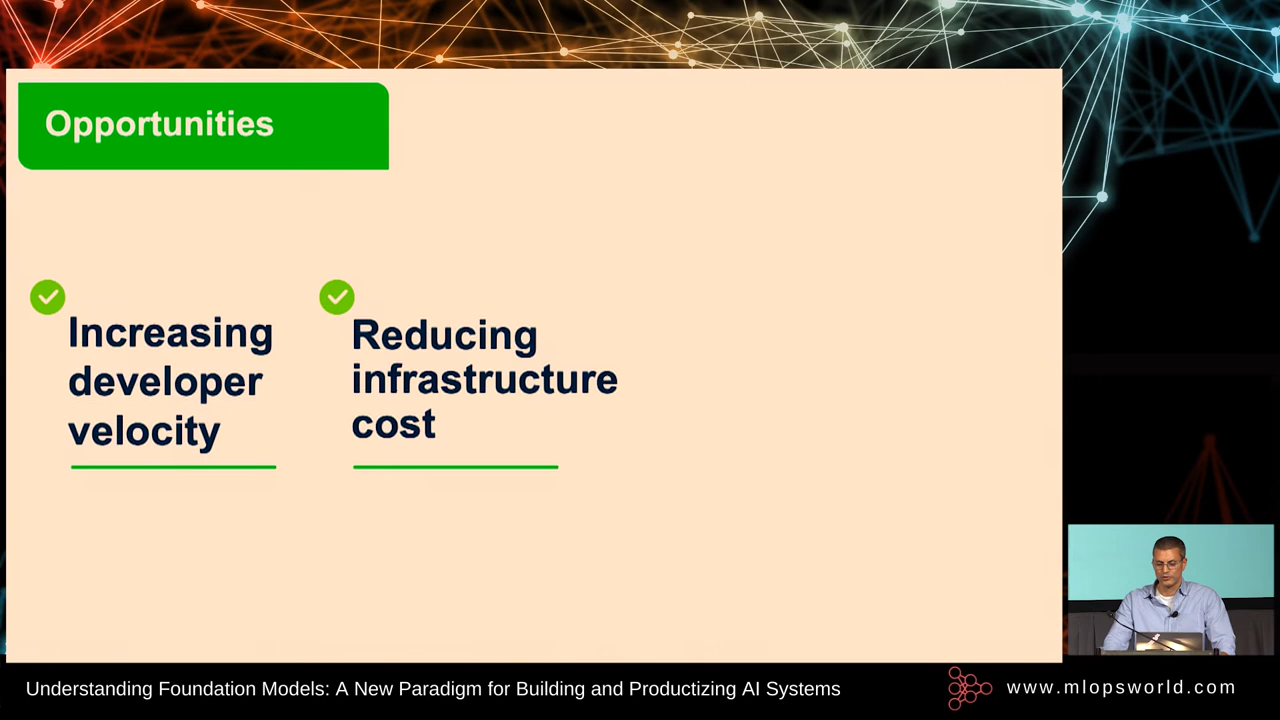 Opportunities
Increasing
developer
velocity
Reducing
infrastructure
cost
Understanding Foundation Models: A New Paradigm for Building and Productizing AI Systems
www.mlopsworld.com